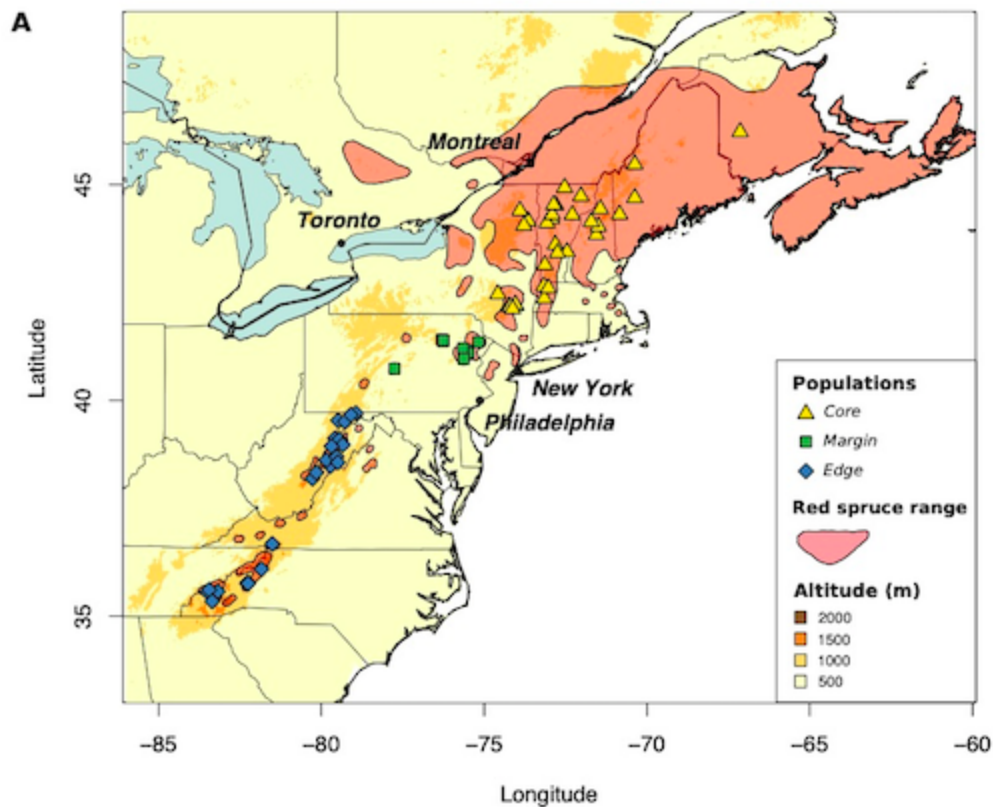 A
Montreal
Toronto
New York
Philadelphia
45
40
35
Latitude
Populations
Core
Margin
Edge
Red spruce range
Altitude (m)
2000
1500
1000
500
−85
−80
−75
−70
−65
−60
Longitude